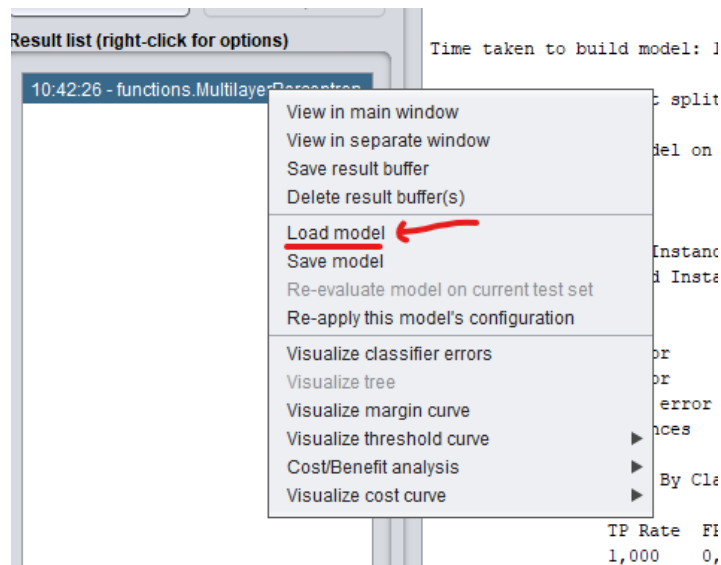 Result list (right-click for options)
10:42:26 - functions.MultilayerPerceptron
View in main window
View in separate window
Save result buffer
Delete result buffer(s)
Load model
Save model
Re-evaluate model on current test set
Re-apply this model's configuration
Visualize classifier errors
Visualize tree
Visualize margin curve
Visualize threshold curve
Cost/Benefit analysis
Visualize cost curve
Time taken to build model:
split
on
error
By
TP Rate
1,000
0,